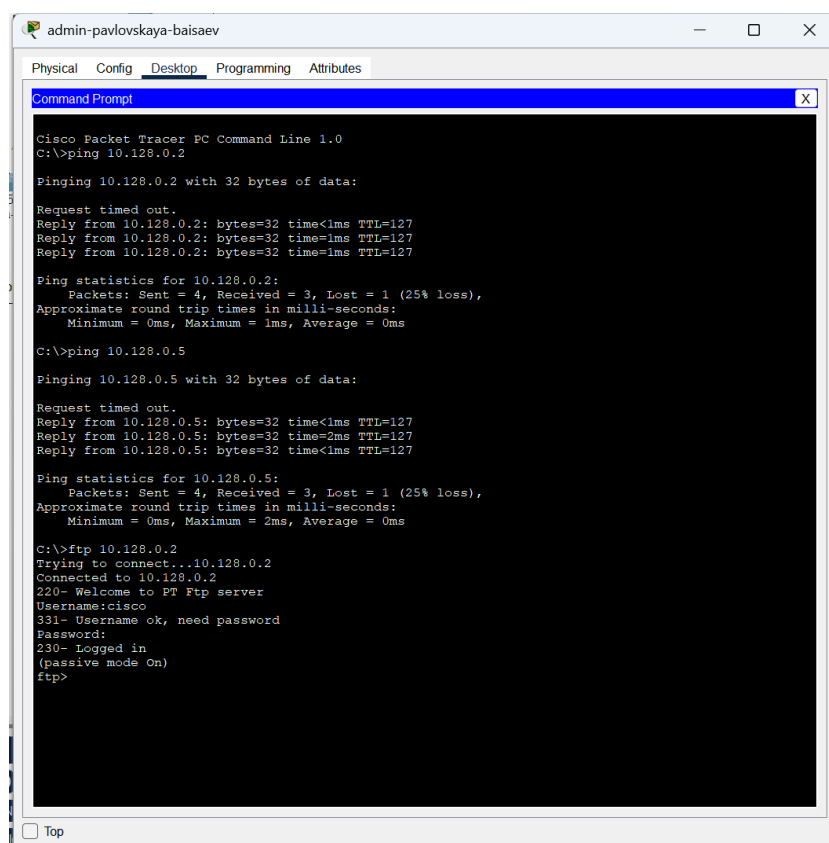 admin-pavlovskaya-baisaev
Physical Config Desktop Programming Attributes
Command Prompt X
Cisco Packet Tracer PC Command Line 1.0
C:\>ping 10.128.0.2
Pinging 10.128.0.2 with 32 bytes of data:
Request timed out.
Reply from 10.128.0.2: bytes=32 time<1ms TTL=127
Reply from 10.128.0.2: bytes=32 time=1ms TTL=127
Reply from 10.128.0.2: bytes=32 time=1ms TTL=127
Ping statistics for 10.128.0.2:
Packets: Sent = 4, Received = 3, Lost = 1 (25% loss),
Approximate round trip times in milli-seconds:
Minimum = 0ms, Maximum = 1ms, Average = 0ms
C:\>ping 10.128.0.5
Pinging 10.128.0.5 with 32 bytes of data:
Request timed out.
Reply from 10.128.0.5: bytes=32 time<1ms TTL=127
Reply from 10.128.0.5: bytes=32 time=2ms TTL=127
Reply from 10.128.0.5: bytes=32 time<1ms TTL=127
Ping statistics for 10.128.0.5:
Packets: Sent = 4, Received = 3, Lost = 1 (25% loss),
Approximate round trip times in milli-seconds:
Minimum = 0ms, Maximum = 2ms, Average = 0ms
C:\>ftp 10.128.0.2
Trying to connect...10.128.0.2
Connected to 10.128.0.2
220- Welcome to PT Ftp server
Username:cisco
331- Username ok, need password
Password:
230- Logged in
(passive mode On)
ftp>
Top